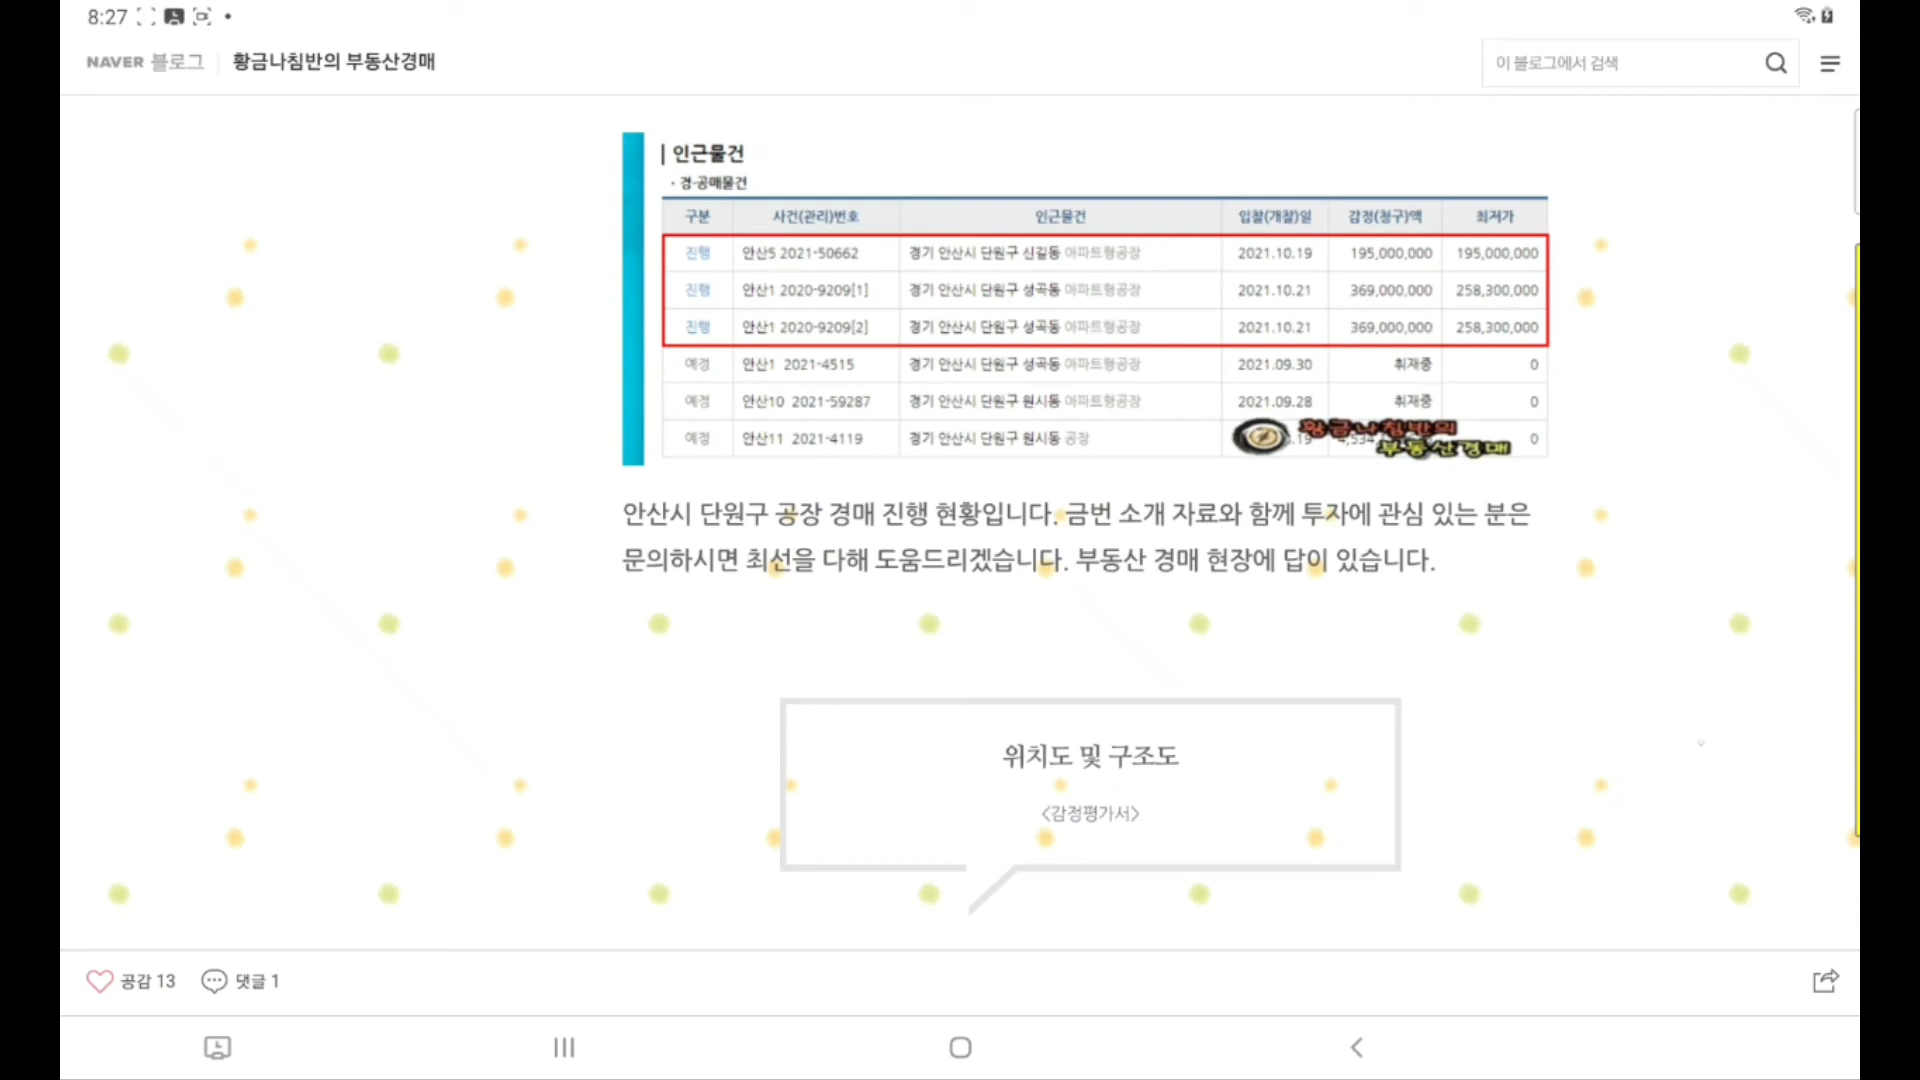 8:27
NAVER 블로그 황금나침반의 부동산경매
이 블로그에서 검색
인근물건
· 경·공매물건
구분 사건(관리)번호 인근물건 입찰(개찰)일 감정(청구)액 최저가
진행 안산5 2021-50662 경기 안산시 단원구 신길동 아파트형공장 2021.10.19 195,000,000 195,000,000
진행 안산1 2020-9209[1] 경기 안산시 단원구 성곡동 아파트형공장 2021.10.21 369,000,000 258,300,000
진행 안산1 2020-9209[2] 경기 안산시 단원구 성곡동 아파트형공장 2021.10.21 369,000,000 258,300,000
예정 안산1 2021-4515 경기 안산시 단원구 성곡동 아파트형공장 2021.09.30 취재중 0
예정 안산10 2021-59287 경기 안산시 단원구 원시동 아파트형공장 2021.09.28 취재중 0
예정 안산11 2021-4119 경기 안산시 단원구 원시동 공장 0
황금나침반의
부동산경매
안산시 단원구 공장 경매 진행 현황입니다. 금번 소개 자료와 함께 투자에 관심 있는 분은
문의하시면 최선을 다해 도움드리겠습니다. 부동산 경매 현장에 답이 있습니다.
위치도 및 구조도
<감정평가서>
공감 13 댓글 1